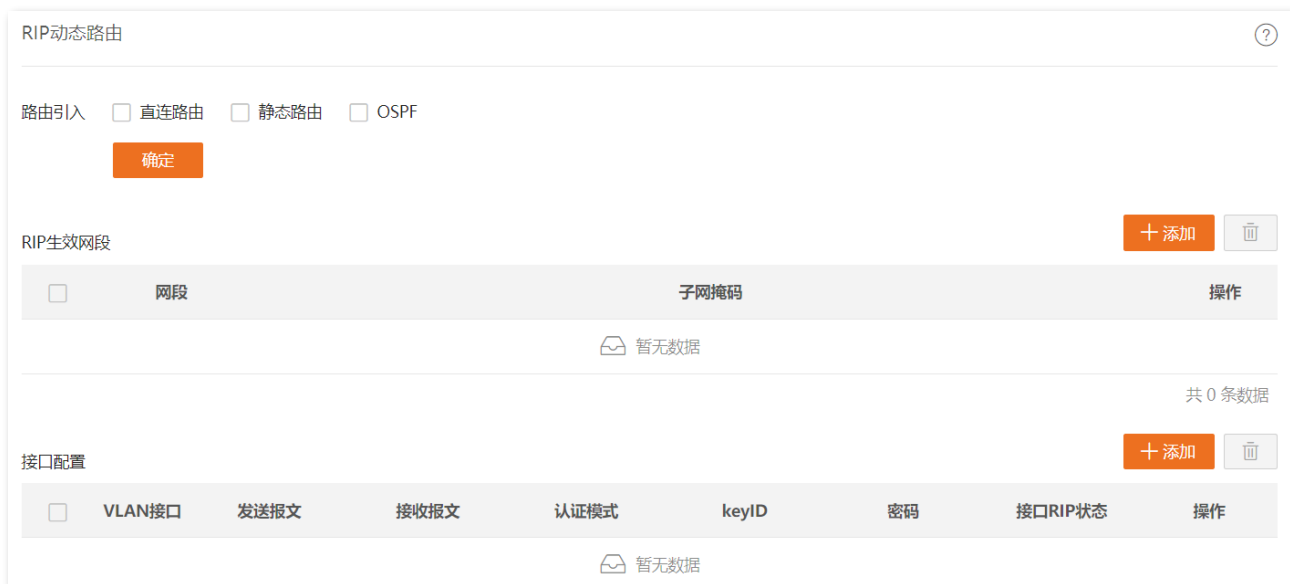 RIP动态路由
路由引入 直连路由 静态路由 OSPF
确定
RIP生效网段 添加
网段 子网掩码 操作
暂无数据
共 0 条数据
接口配置 添加
VLAN接口 发送报文 接收报文 认证模式 keyID 密码 接口RIP状态 操作
暂无数据